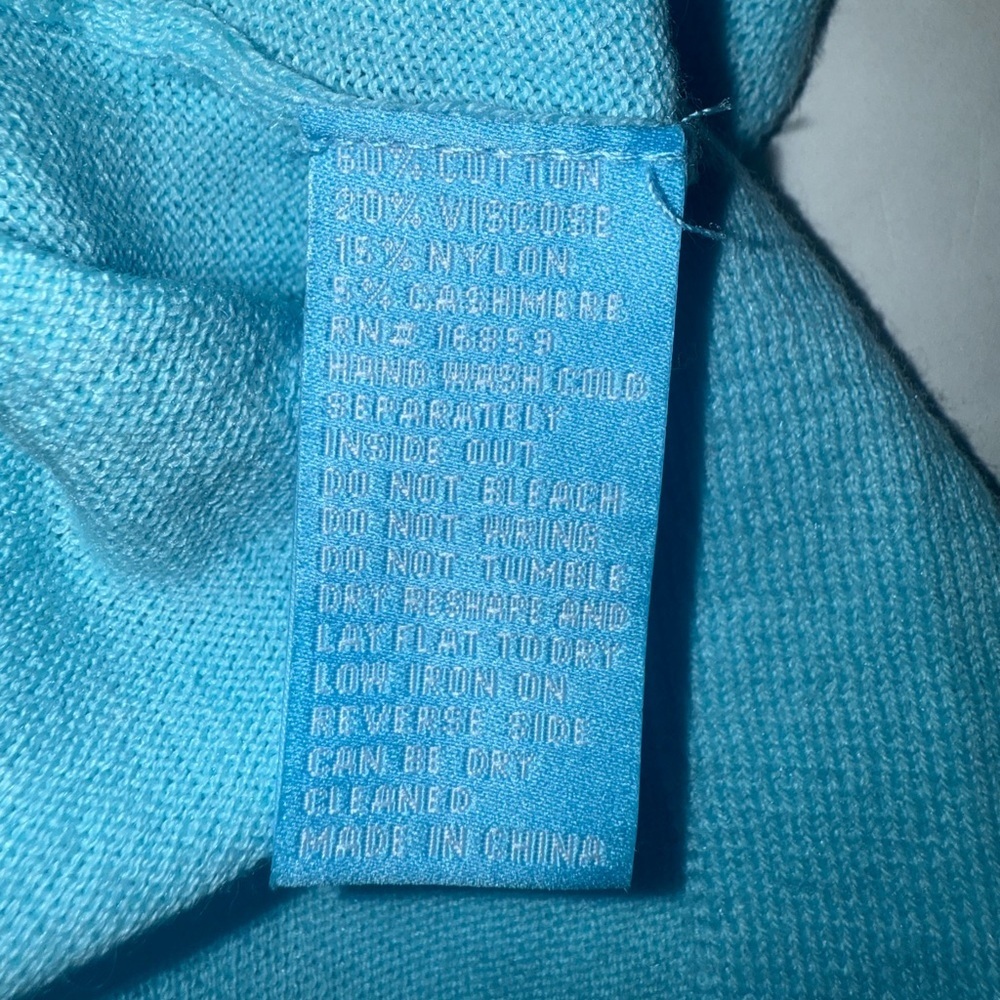 60% COTTON
20% VISCOSE
15% NYLON
5% CASHMERE
RN# 16899
HAND WASH COLD
SEPARATELY
INSIDE OUT
DO NOT BLEACH
DO NOT WRING
DO NOT TUMBLE
DRY RESHAPE AND
LAY FLAT TO DRY
LOW IRON ON
REVERSE SIDE
CAN BE DRY
CLEANED
MADE IN CHINA